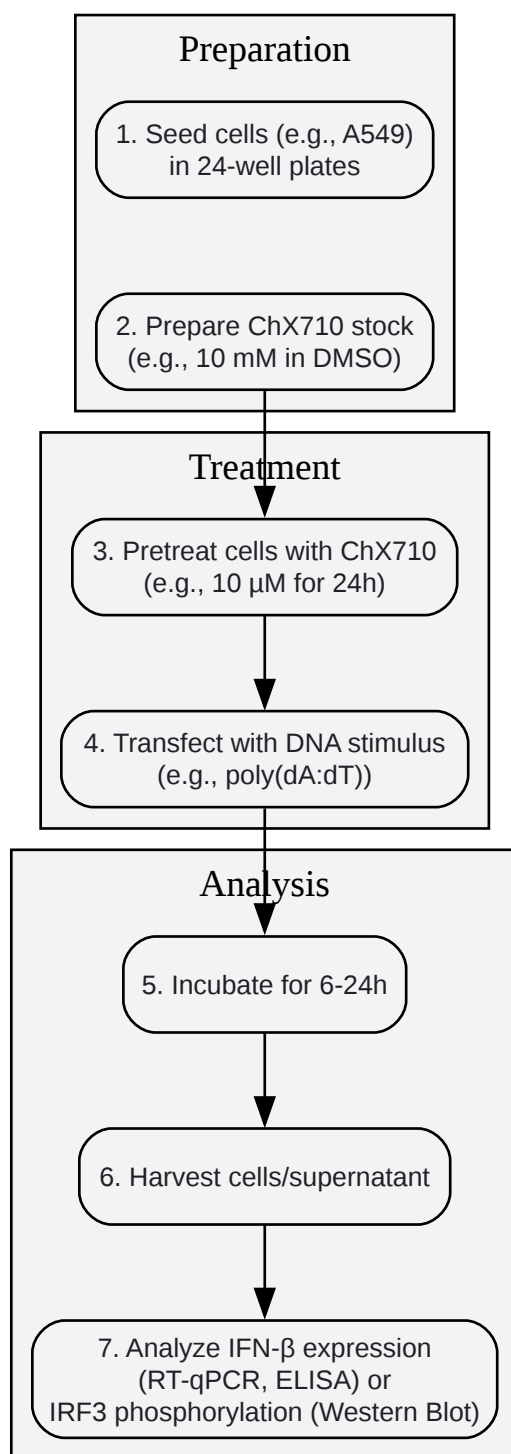 Preparation
1. Seed cells (e.g., A549)
in 24-well plates
2. Prepare ChX710 stock
(e.g., 10 mM in DMSO)
Treatment
3. Pretreat cells with ChX710
(e.g., 10 µM for 24h)
4. Transfect with DNA stimulus
(e.g., poly(dA:dT))
Analysis
5. Incubate for 6-24h
6. Harvest cells/supernatant
7. Analyze IFN-β expression
(RT-qPCR, ELISA) or
IRF3 phosphorylation (Western Blot)